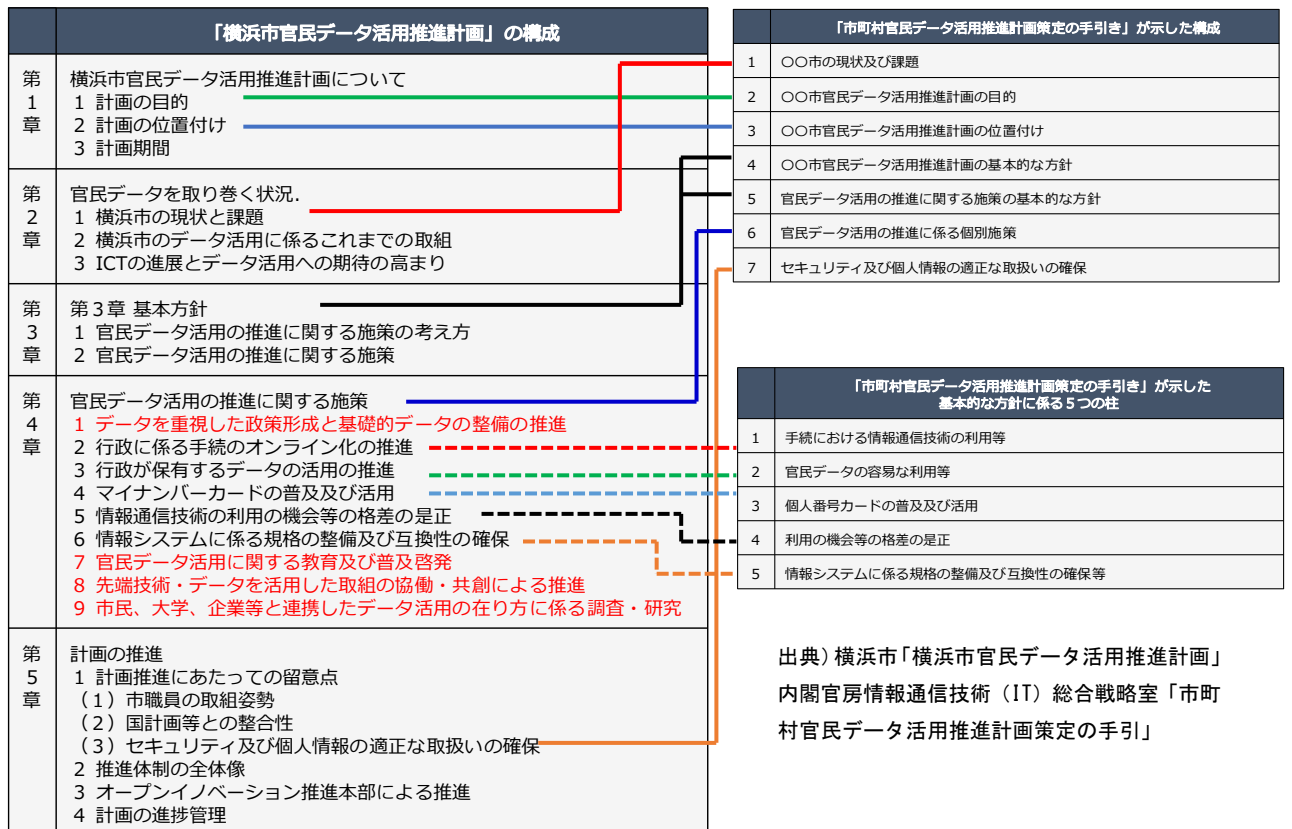 「横浜市官民データ活用推進計画」の構成
第1章
横浜市官民データ活用推進計画について
1 計画の目的
2 計画の位置付け
3 計画期間
第2章
官民データを取り巻く状況.
1 横浜市の現状と課題
2 横浜市のデータ活用に係るこれまでの取組
3 ICTの進展とデータ活用への期待の高まり
第3章
第3章 基本方針
1 官民データ活用の推進に関する施策の考え方
2 官民データ活用の推進に関する施策
第4章
官民データ活用の推進に関する施策
1 データを重視した政策形成と基礎的データの整備の推進
2 行政に係る手続のオンライン化の推進
3 行政が保有するデータの活用の推進
4 マイナンバーカードの普及及び活用
5 情報通信技術の利用の機会等の格差の是正
6 情報システムに係る規格の整備及び互換性の確保
7 官民データ活用に関する教育及び普及啓発
8 先端技術・データを活用した取組の協働・共創による推進
9 市民、大学、企業等と連携したデータ活用の在り方に係る調査・研究
第5章
計画の推進
1 計画推進にあたっての留意点
（1）市職員の取組姿勢
（2）国計画等との整合性
（3）セキュリティ及び個人情報の適正な取扱いの確保
2 推進体制の全体像
3 オープンイノベーション推進本部による推進
4 計画の進捗管理
「市町村官民データ活用推進計画策定の手引き」が示した構成
1 〇〇市の現状及び課題
2 〇〇市官民データ活用推進計画の目的
3 〇〇市官民データ活用推進計画の位置付け
4 〇〇市官民データ活用推進計画の基本的な方針
5 官民データ活用の推進に関する施策の基本的な方針
6 官民データ活用の推進に係る個別施策
7 セキュリティ及び個人情報の適正な取扱いの確保
「市町村官民データ活用推進計画策定の手引き」が示した
基本的な方針に係る５つの柱
1 手続における情報通信技術の利用等
2 官民データの容易な利用等
3 個人番号カードの普及及び活用
4 利用の機会等の格差の是正
5 情報システムに係る規格の整備及び互換性の確保等
出典）横浜市「横浜市官民データ活用推進計画」
内閣官房情報通信技術（IT）総合戦略室「市町
村官民データ活用推進計画策定の手引」